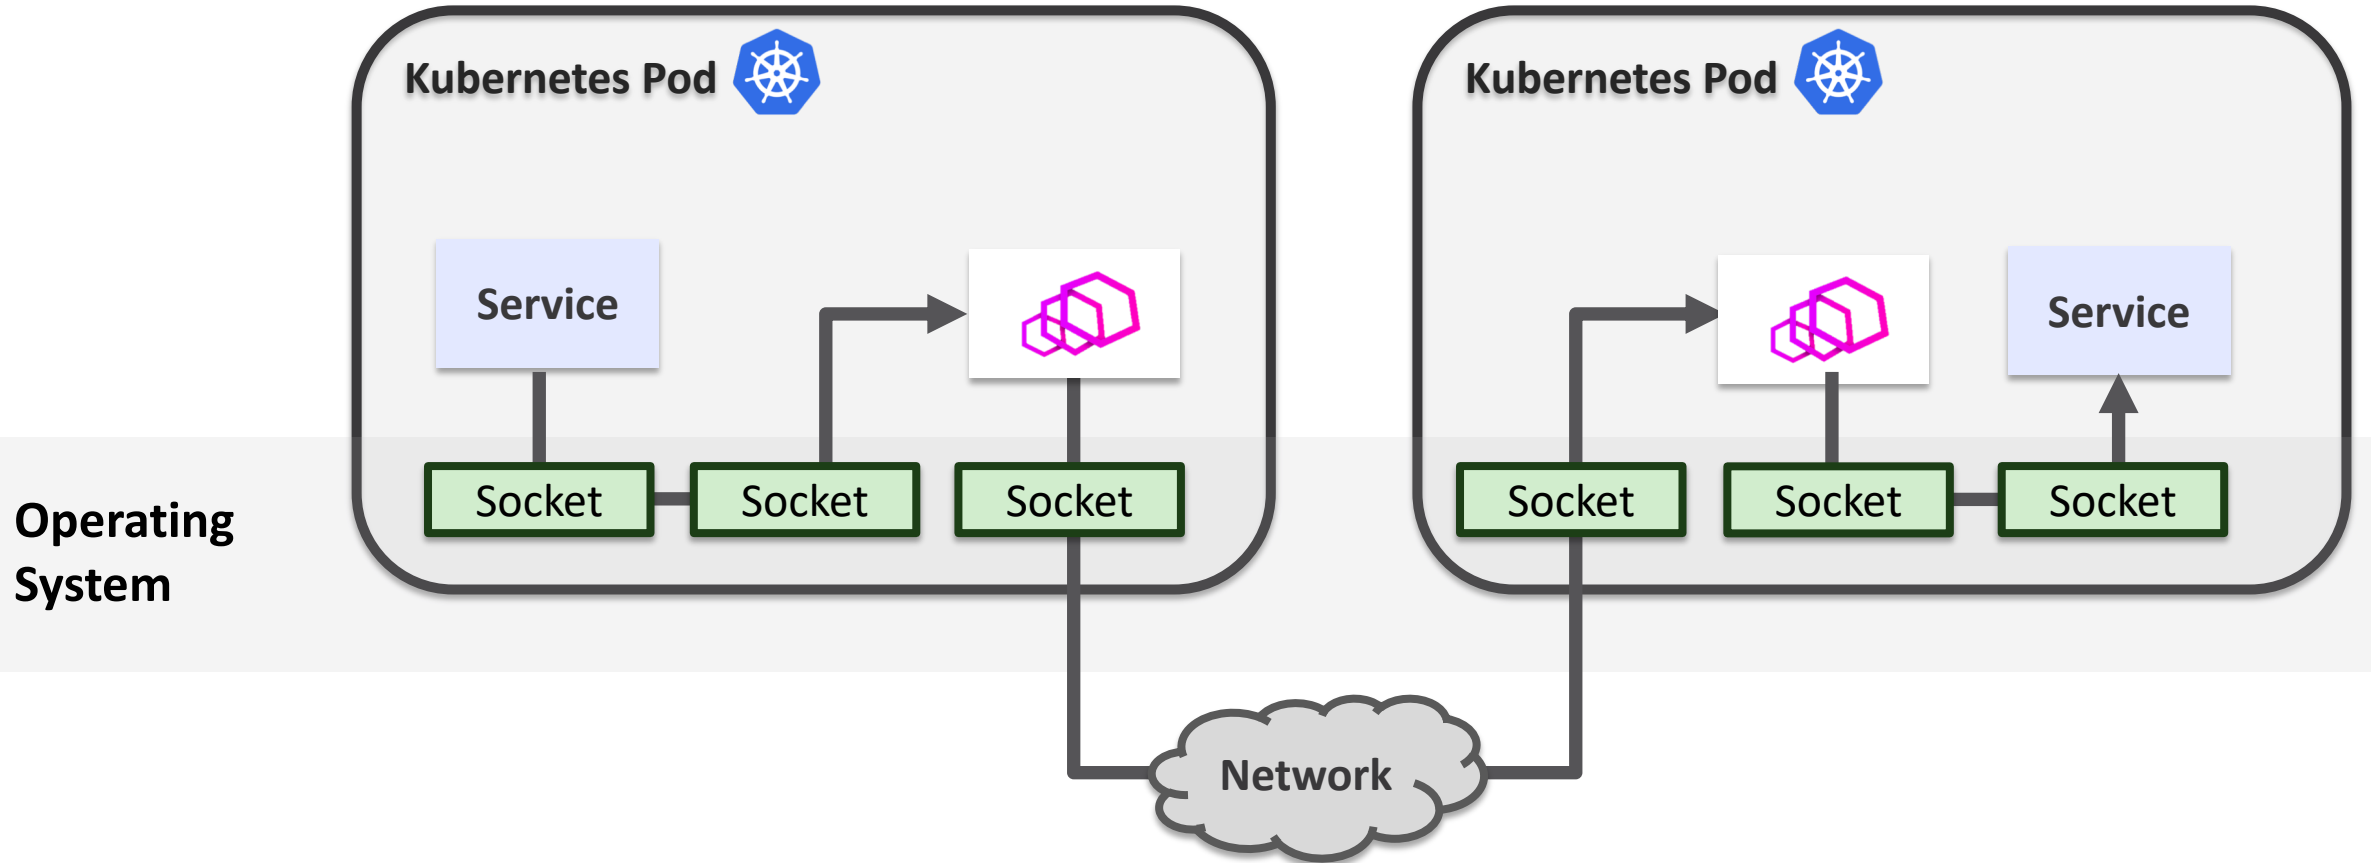 Kubernetes Pod
Kubernetes Pod
Service
Service
Socket
Socket
Socket
Socket
Socket
Socket
Operating
System
Network